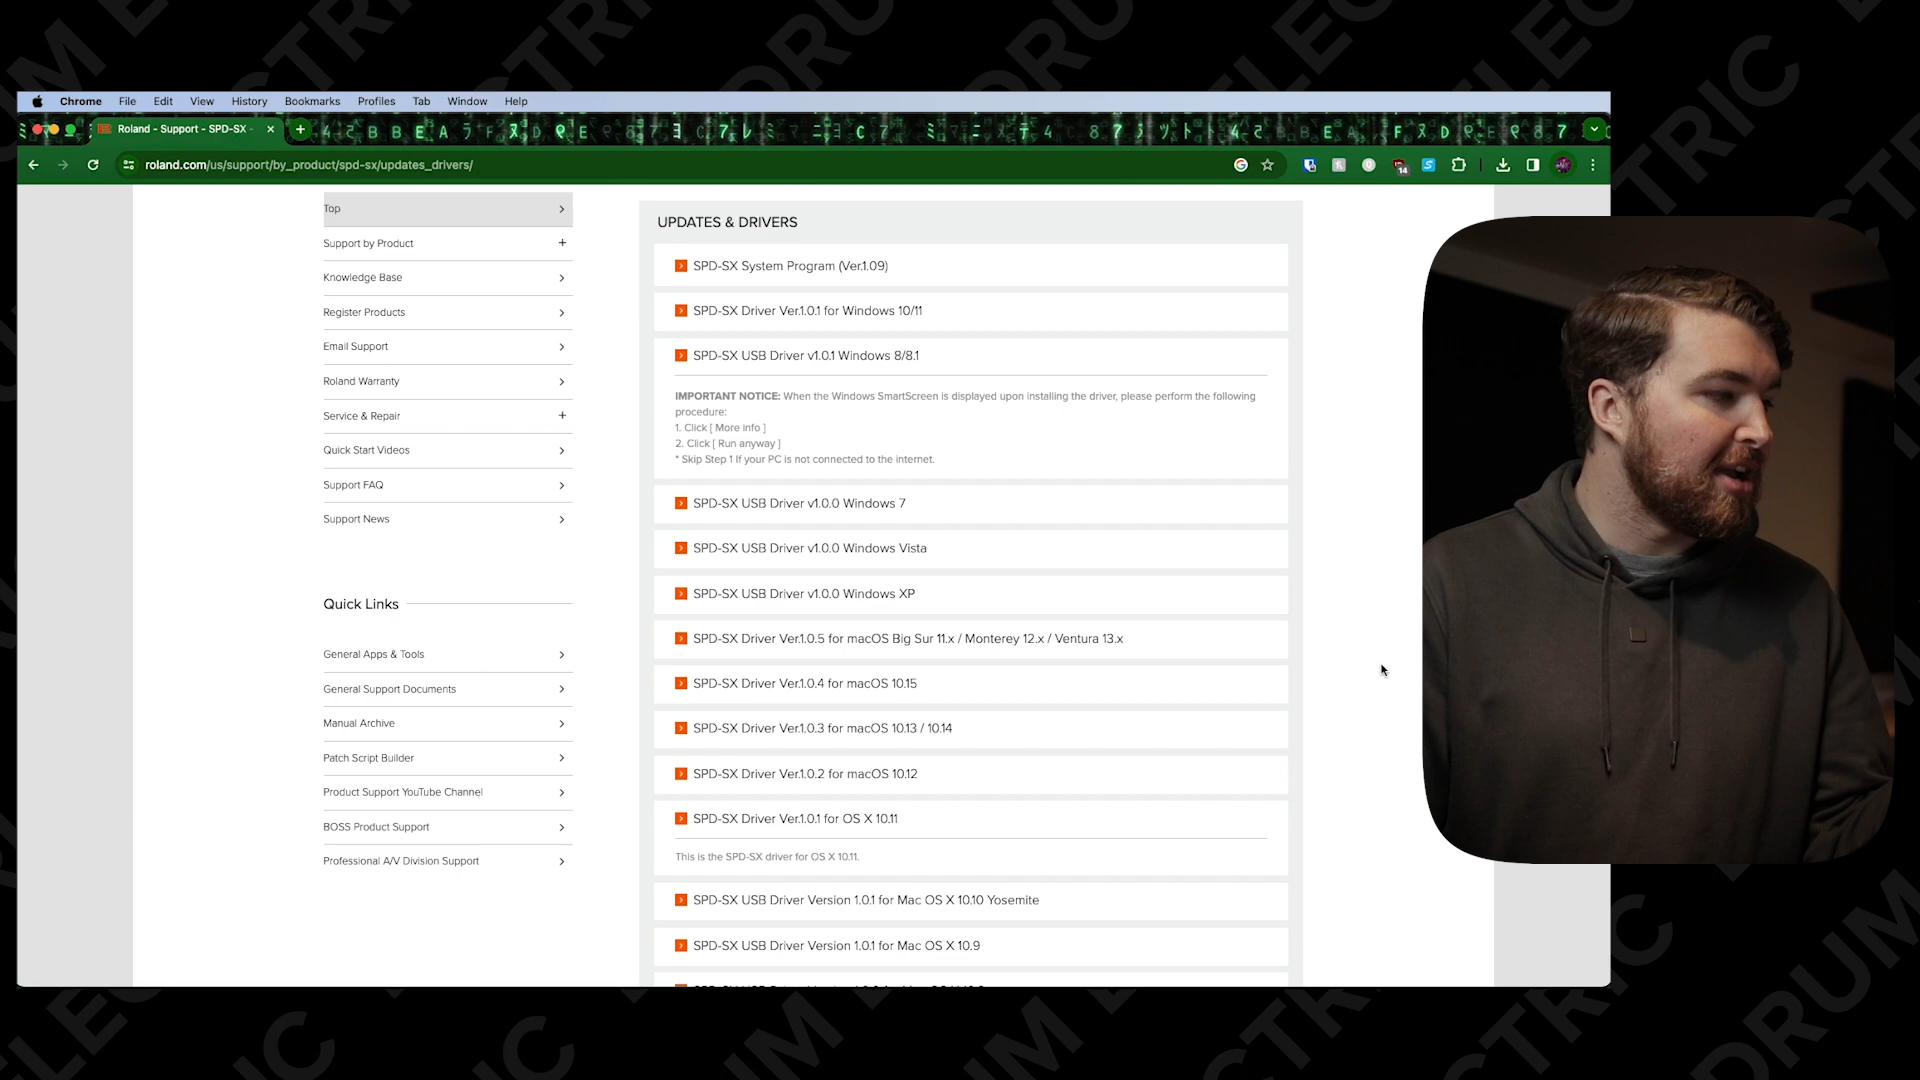 Chrome File Edit View History Bookmarks Profiles Tab Window Help
Roland - Support - SPD-SX -
roland.com/us/support/by_product/spd-sx/updates_drivers/
14
Top
Support by Product
Knowledge Base
Register Products
Email Support
Roland Warranty
Service & Repair
Quick Start Videos
Support FAQ
Support News
Quick Links
General Apps & Tools
General Support Documents
Manual Archive
Patch Script Builder
Product Support YouTube Channel
BOSS Product Support
Professional A/V Division Support
UPDATES & DRIVERS
SPD-SX System Program (Ver.1.09)
SPD-SX Driver Ver.1.0.1 for Windows 10/11
SPD-SX USB Driver v1.0.1 Windows 8/8.1
IMPORTANT NOTICE: When the Windows SmartScreen is displayed upon installing the driver, please perform the following
procedure:
1. Click [ More info ]
2. Click [ Run anyway ]
* Skip Step 1 If your PC is not connected to the internet.
SPD-SX USB Driver v1.0.0 Windows 7
SPD-SX USB Driver v1.0.0 Windows Vista
SPD-SX USB Driver v1.0.0 Windows XP
SPD-SX Driver Ver.1.0.5 for macOS Big Sur 11.x / Monterey 12.x / Ventura 13.x
SPD-SX Driver Ver.1.0.4 for macOS 10.15
SPD-SX Driver Ver.1.0.3 for macOS 10.13 / 10.14
SPD-SX Driver Ver.1.0.2 for macOS 10.12
SPD-SX Driver Ver.1.0.1 for OS X 10.11
This is the SPD-SX driver for OS X 10.11.
SPD-SX USB Driver Version 1.0.1 for Mac OS X 10.10 Yosemite
SPD-SX USB Driver Version 1.0.1 for Mac OS X 10.9